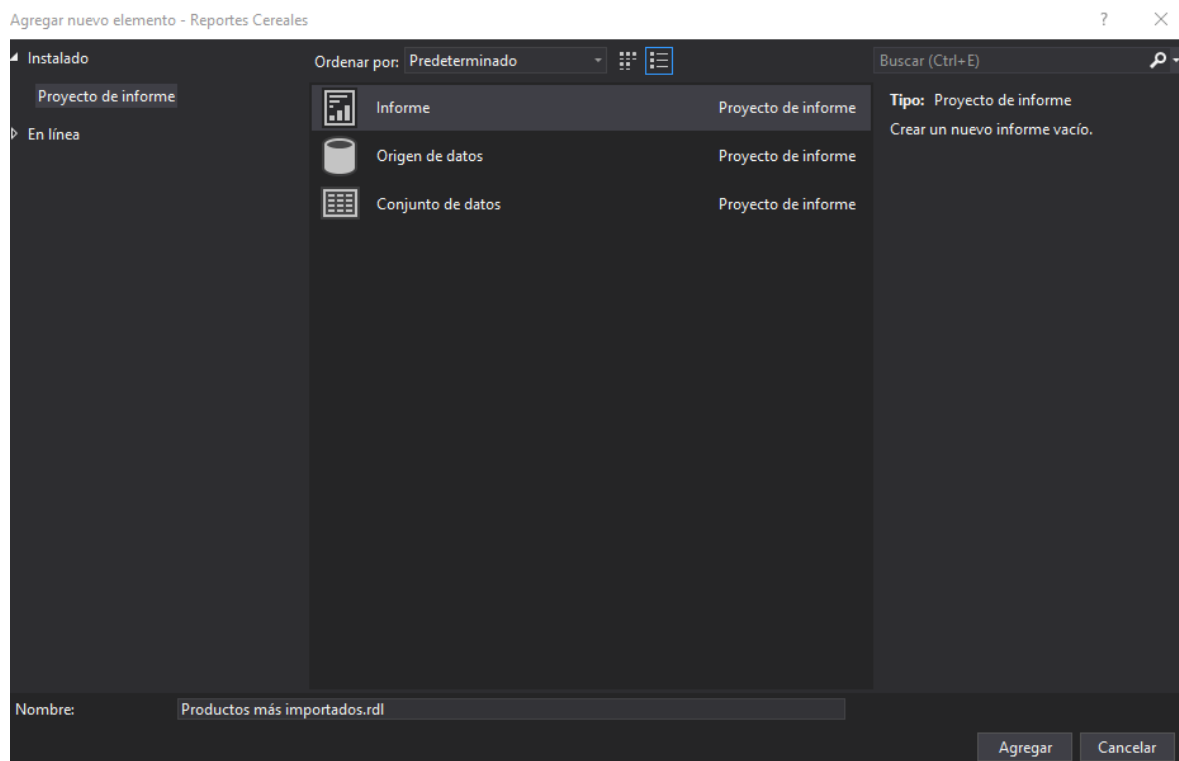 Agregar nuevo elemento - Reportes Cereales
?
Instalado
Proyecto de informe
En línea
Ordenar por: Predeterminado
Informe Proyecto de informe
Origen de datos Proyecto de informe
Conjunto de datos Proyecto de informe
Buscar (Ctrl+E)
Tipo: Proyecto de informe
Crear un nuevo informe vacío.
Nombre: Productos más importados.rdl
Agregar Cancelar